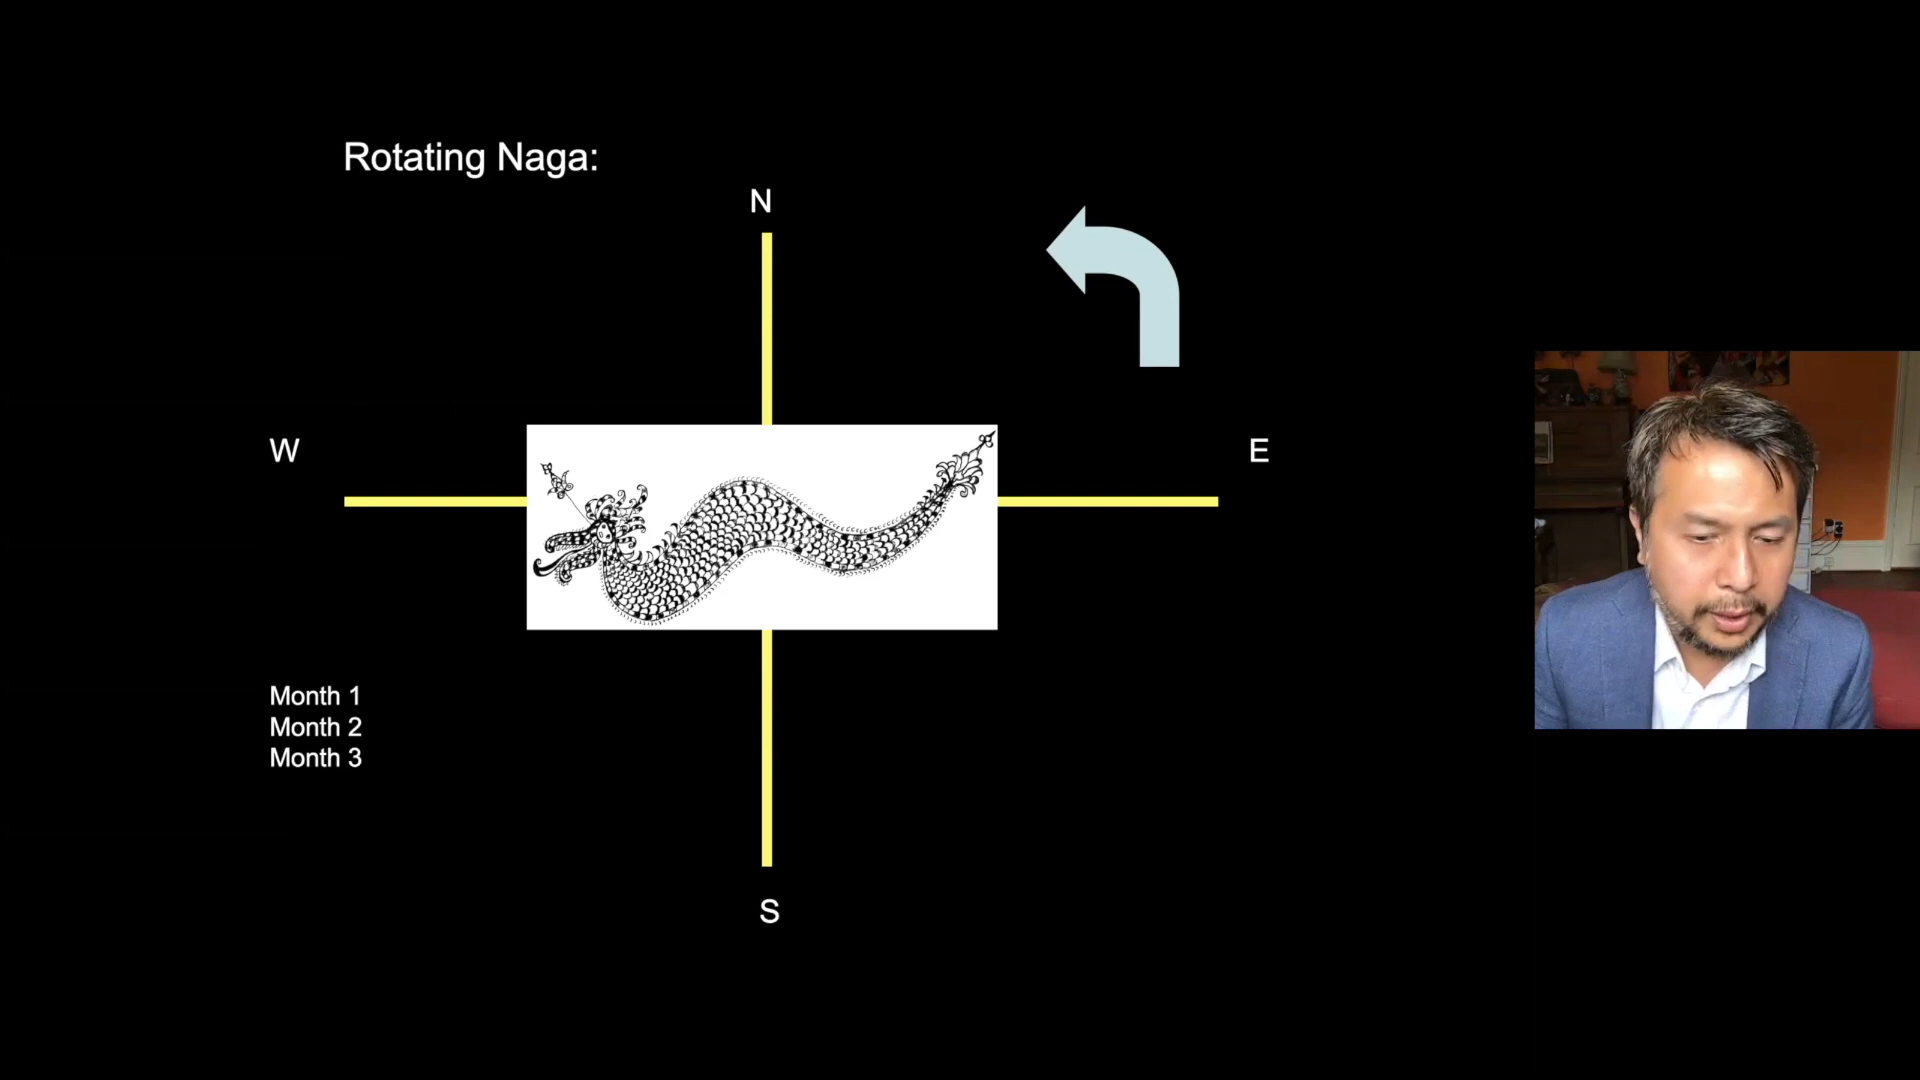 Rotating Naga:
N
W
E
Month 1
Month 2
Month 3
S